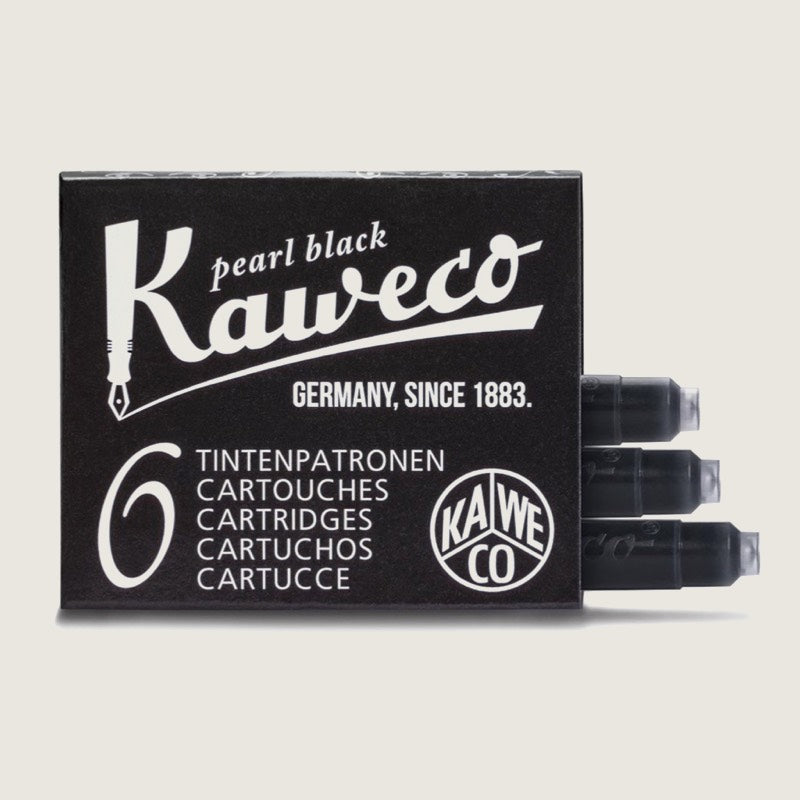 pearl black
Kaweco
GERMANY, SINCE 1883.
6
TINTENPATRONEN
CARTOUCHES
CARTRIDGES
CARTUCHOS
CARTUCCE
KA WE
CO